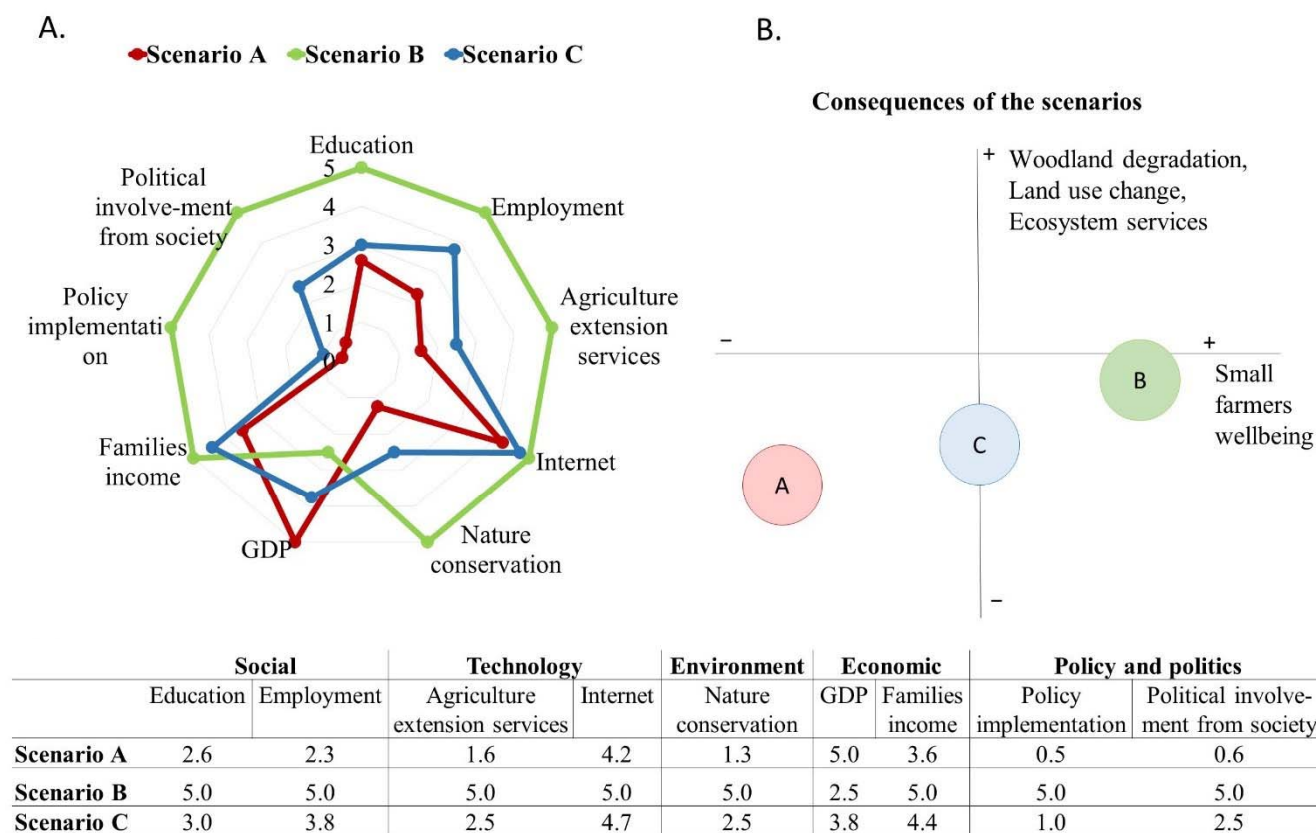 A.
Scenario A Scenario B Scenario C
Education
Political
involve-ment
from society
Employment
Policy
implementati
on
Agriculture
extension
services
5
4
3
2
1
0
Families
income
Internet
GDP
Nature
conservation
B.
Consequences of the scenarios
+
Woodland degradation,
Land use change,
Ecosystem services
−
+
Small
farmers
wellbeing
B
C
A
−
Social Technology Environment Economic Policy and politics
Education Employment Agriculture extension services Internet Nature conservation GDP Families income Policy implementation Political involve-ment from society
Scenario A 2.6 2.3 1.6 4.2 1.3 5.0 3.6 0.5 0.6
Scenario B 5.0 5.0 5.0 5.0 5.0 2.5 5.0 5.0 5.0
Scenario C 3.0 3.8 2.5 4.7 2.5 3.8 4.4 1.0 2.5